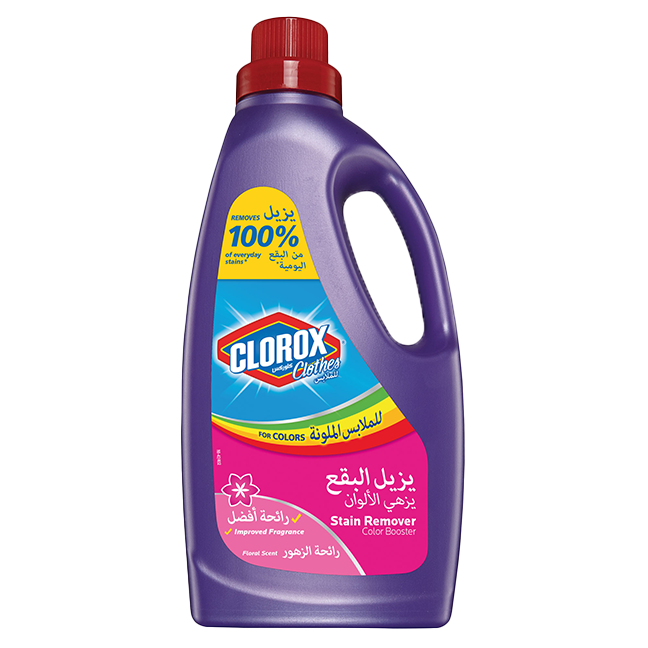 REMOVES يزيل
100%
of everyday من البقع
stains* اليومية*
CLOROX
كلوركس
Clothes
للملابس
FOR COLORS للملابس الملونة
يزيل البقع
يزهي الألوان
Stain Remover
Color Booster
رائحة أفضل
Improved Fragrance
Floral Scent رائحة الزهور